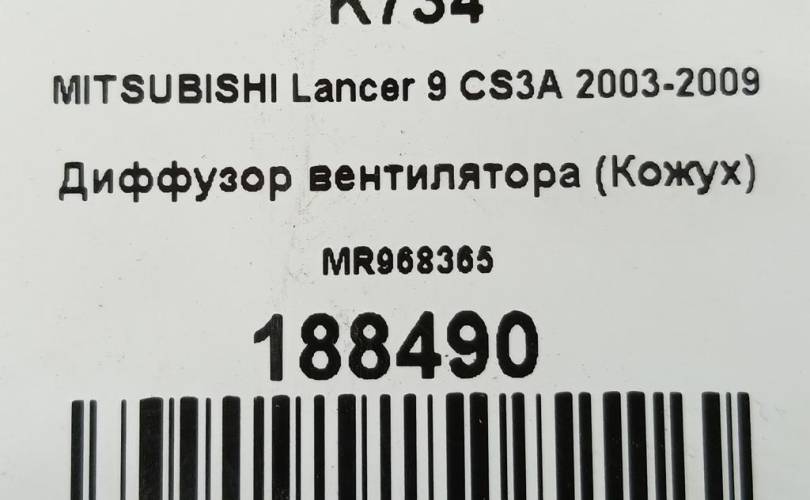 K734
MITSUBISHI Lancer 9 CS3A 2003-2009
Диффузор вентилятора (Кожух)
MR968365
188490